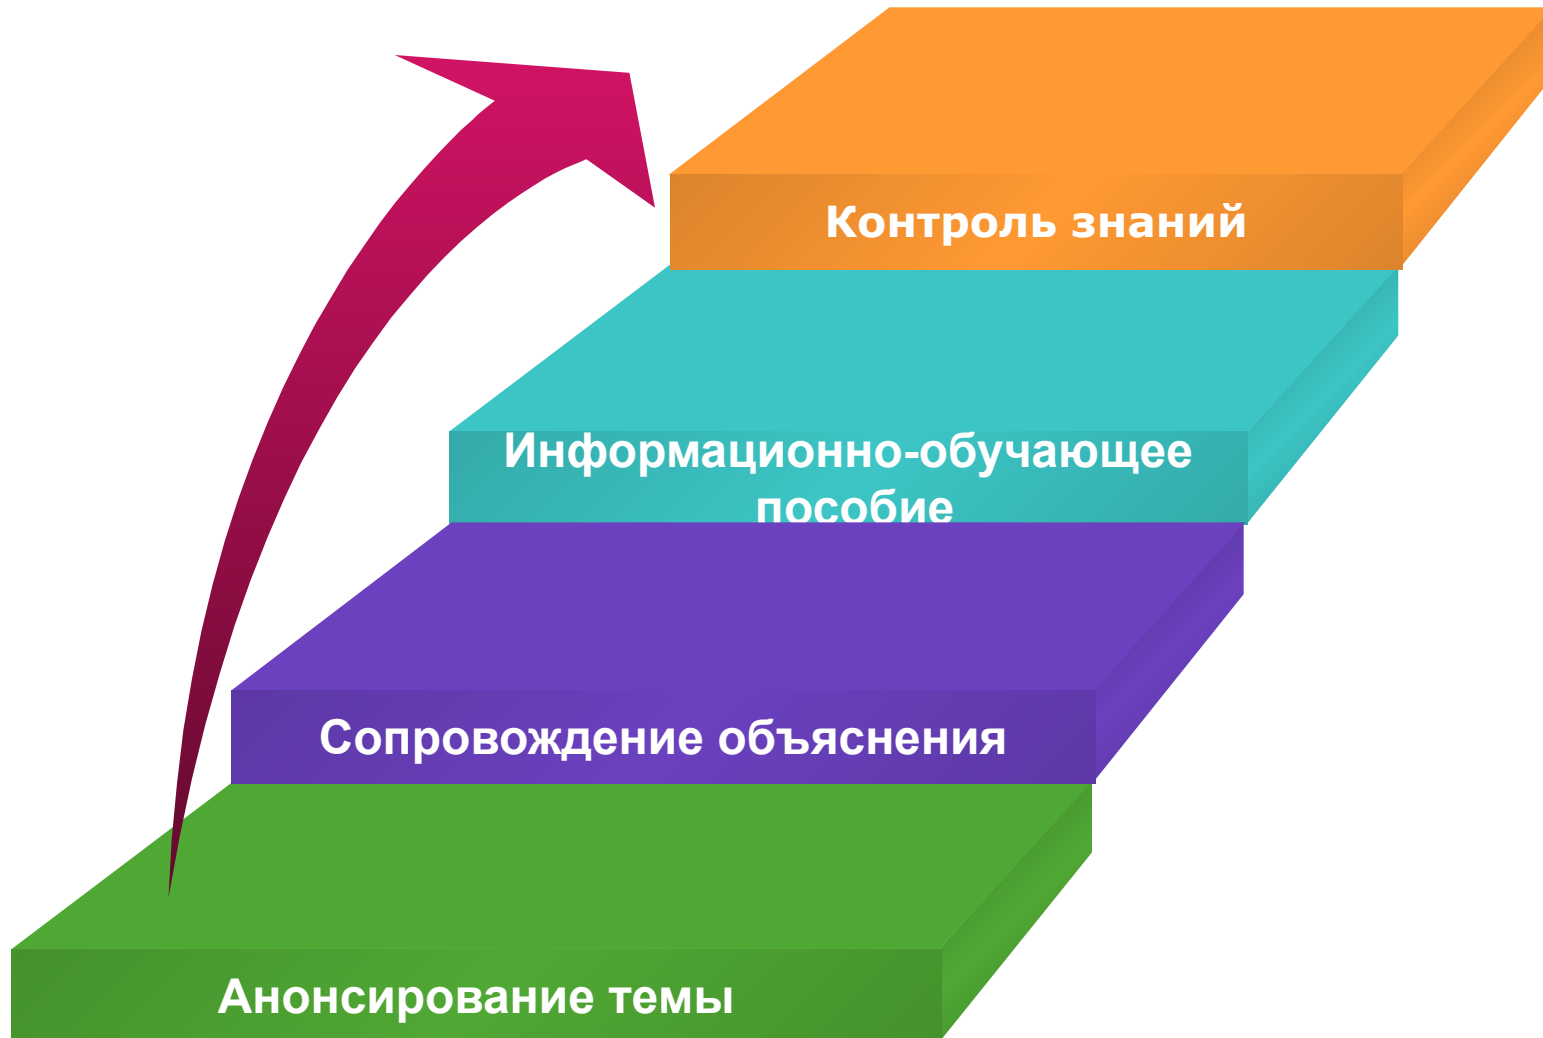 Контроль знаний
Информационно-обучающее
пособие
Сопровождение объяснения
Анонсирование темы